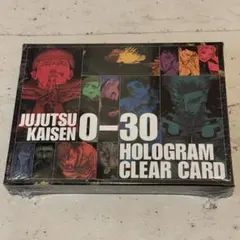 JUJUTSU
KAISEN 0-30
HOLOGRAM
CLEAR CARD